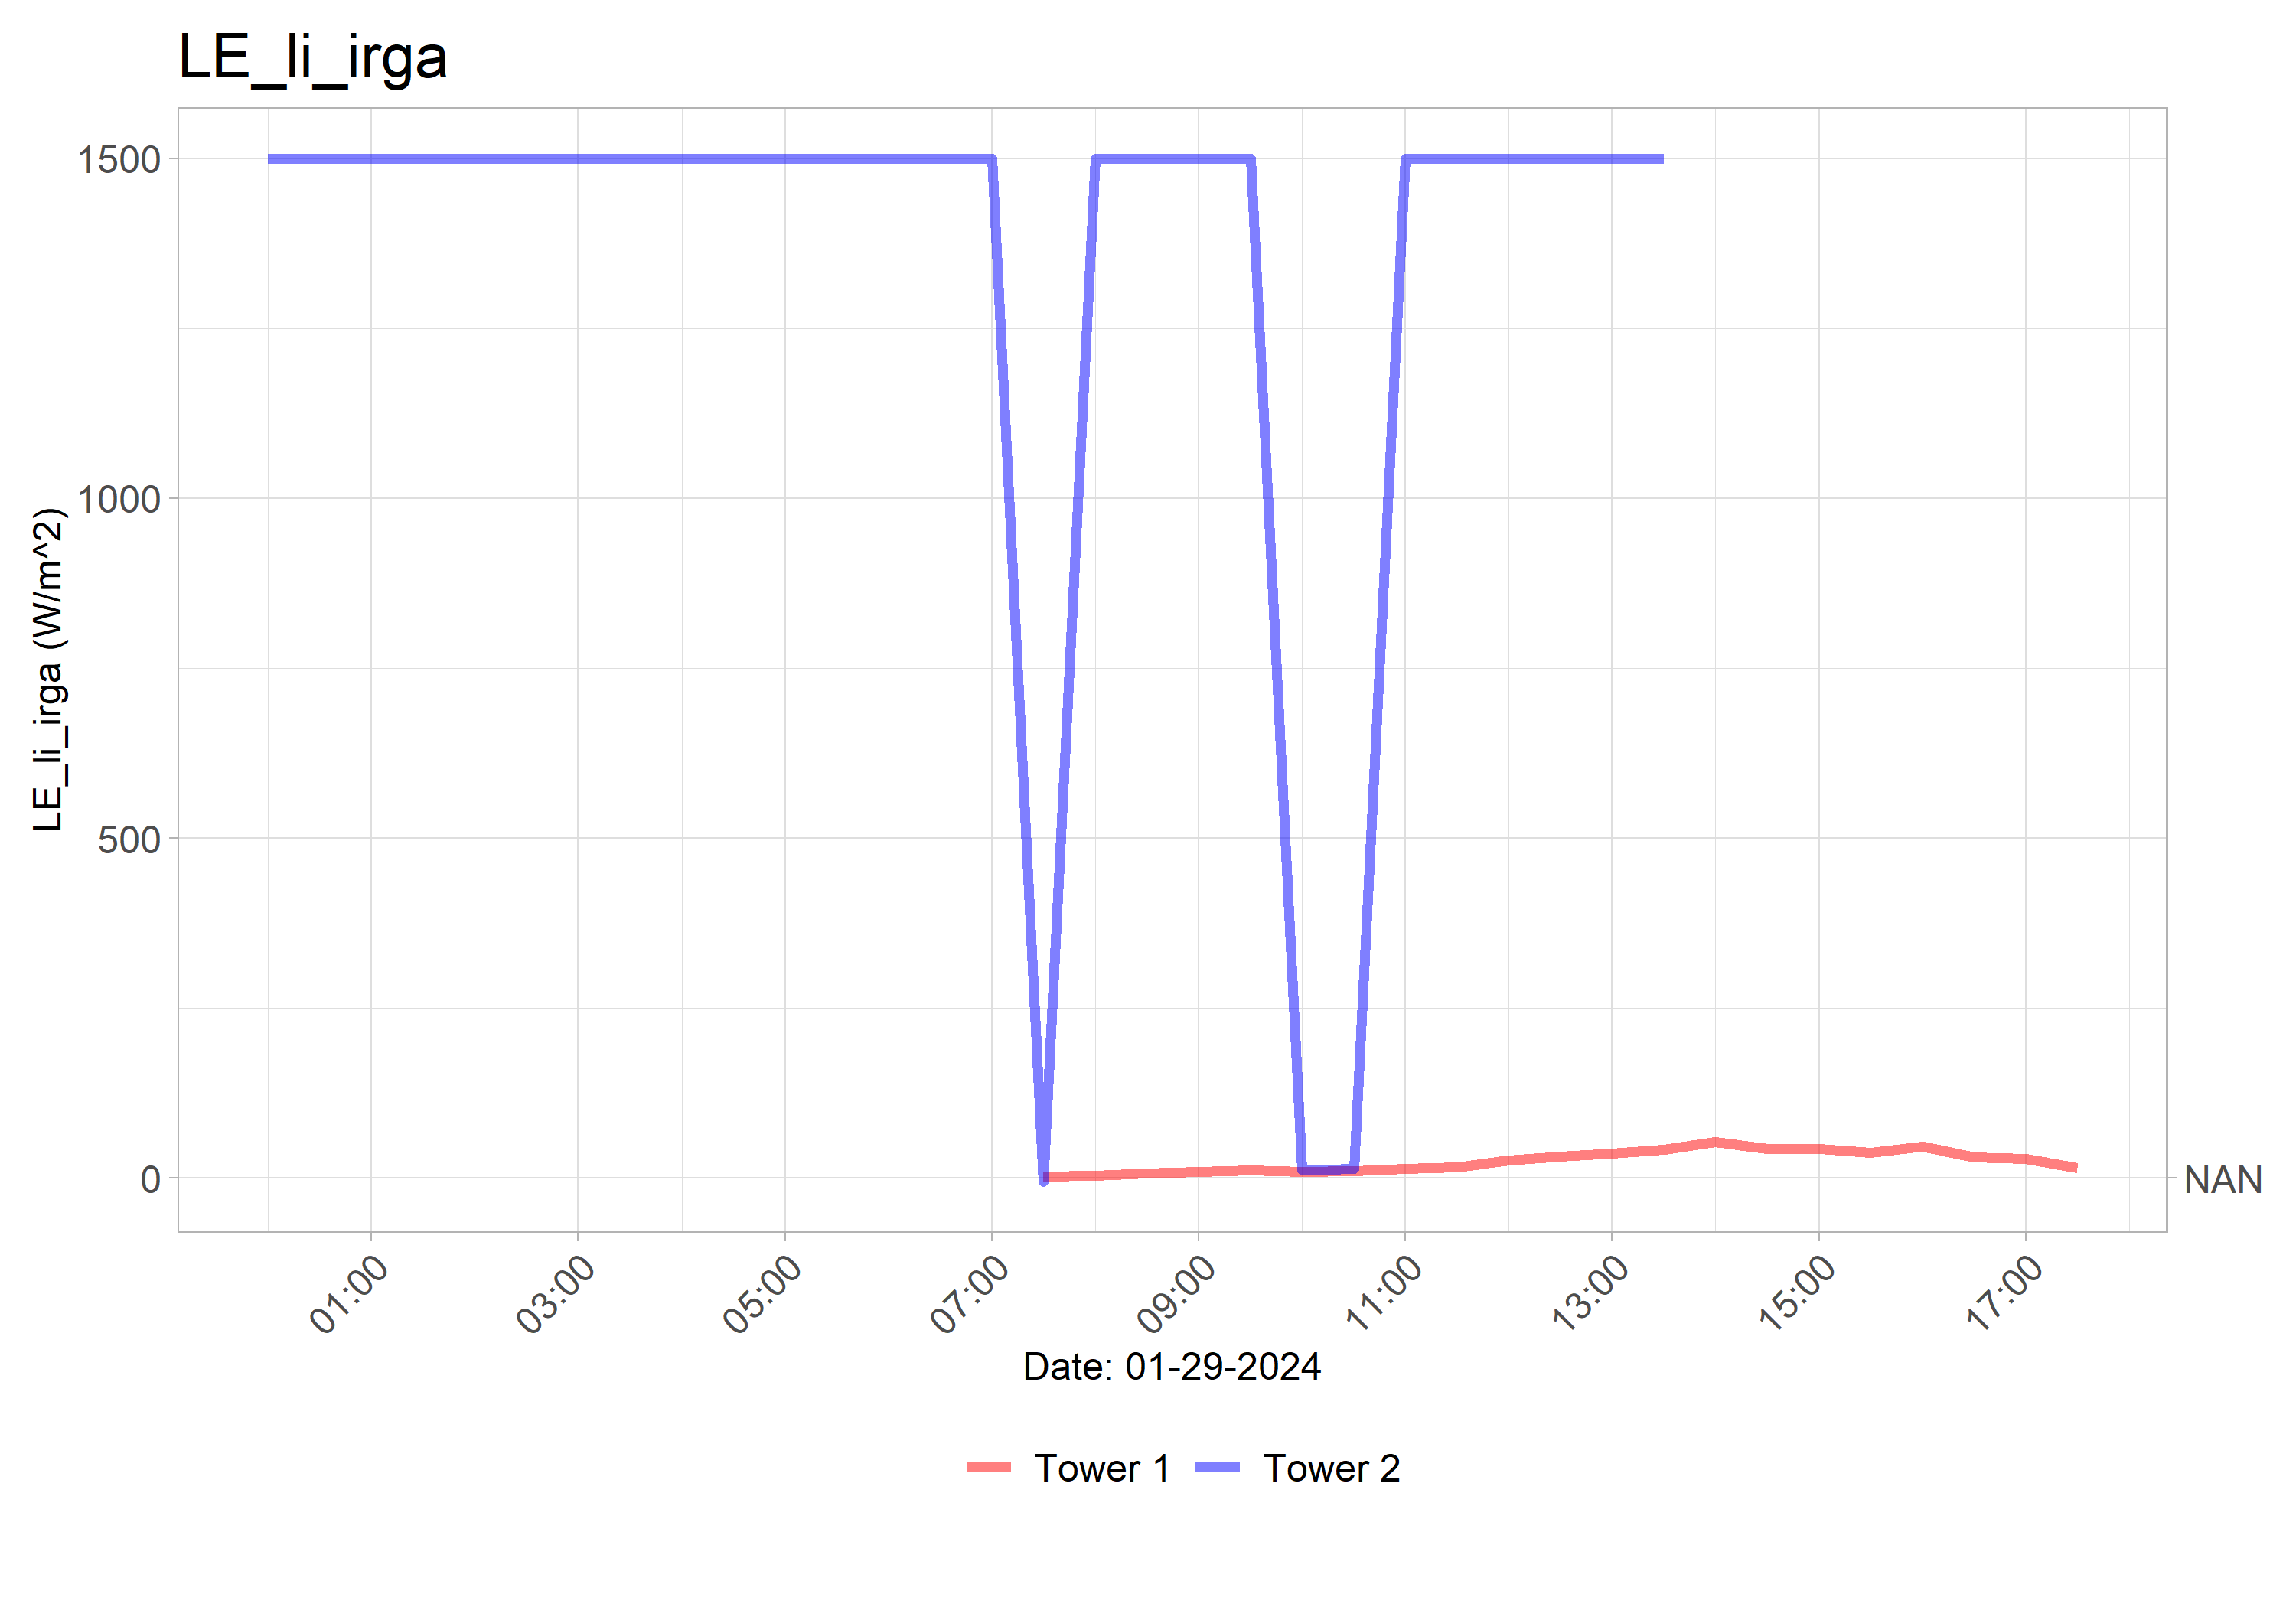 LE_li_irga
1500
1000
500
0
NAN
LE_li_irga (W/m^2)
01:00 03:00 05:00 07:00 09:00 11:00 13:00 15:00 17:00
Date: 01-29-2024
Tower 1 Tower 2